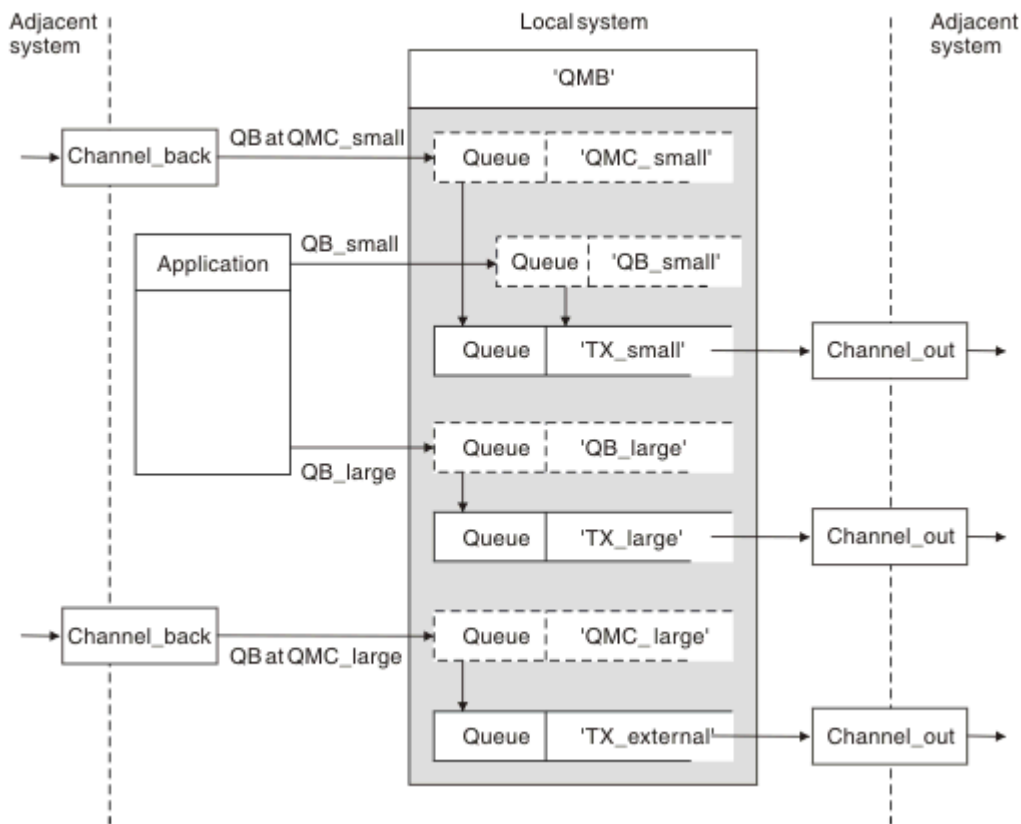 Adjacent
system
Local system
Adjacent
system
'QMB'
Channel_back
QB at QMC_small
Queue
'QMC_small'
Application
QB_small
Queue
'QB_small'
Queue
'TX_small'
Channel_out
QB_large
Queue
'QB_large'
Queue
'TX_large'
Channel_out
Channel_back
QB at QMC_large
Queue
'QMC_large'
Queue
'TX_external'
Channel_out